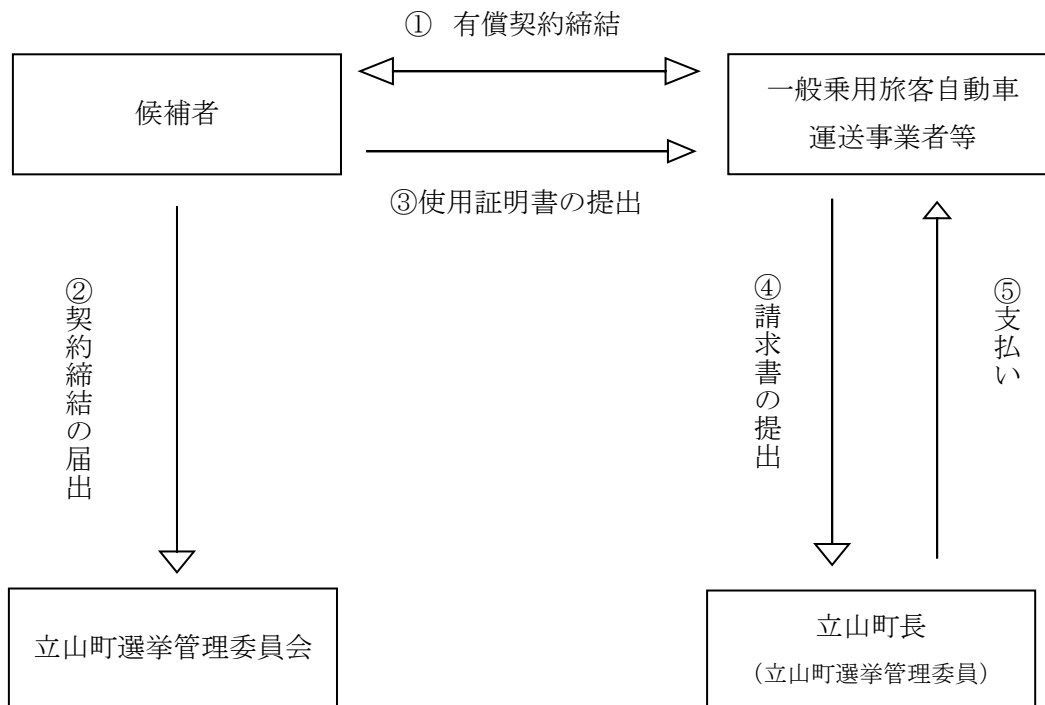 ① 有償契約締結
候補者
一般乗用旅客自動車
運送事業者等
③使用証明書の提出
②契約締結の届出
④請求書の提出
⑤支払い
立山町選挙管理委員会
立山町長
（立山町選挙管理委員）